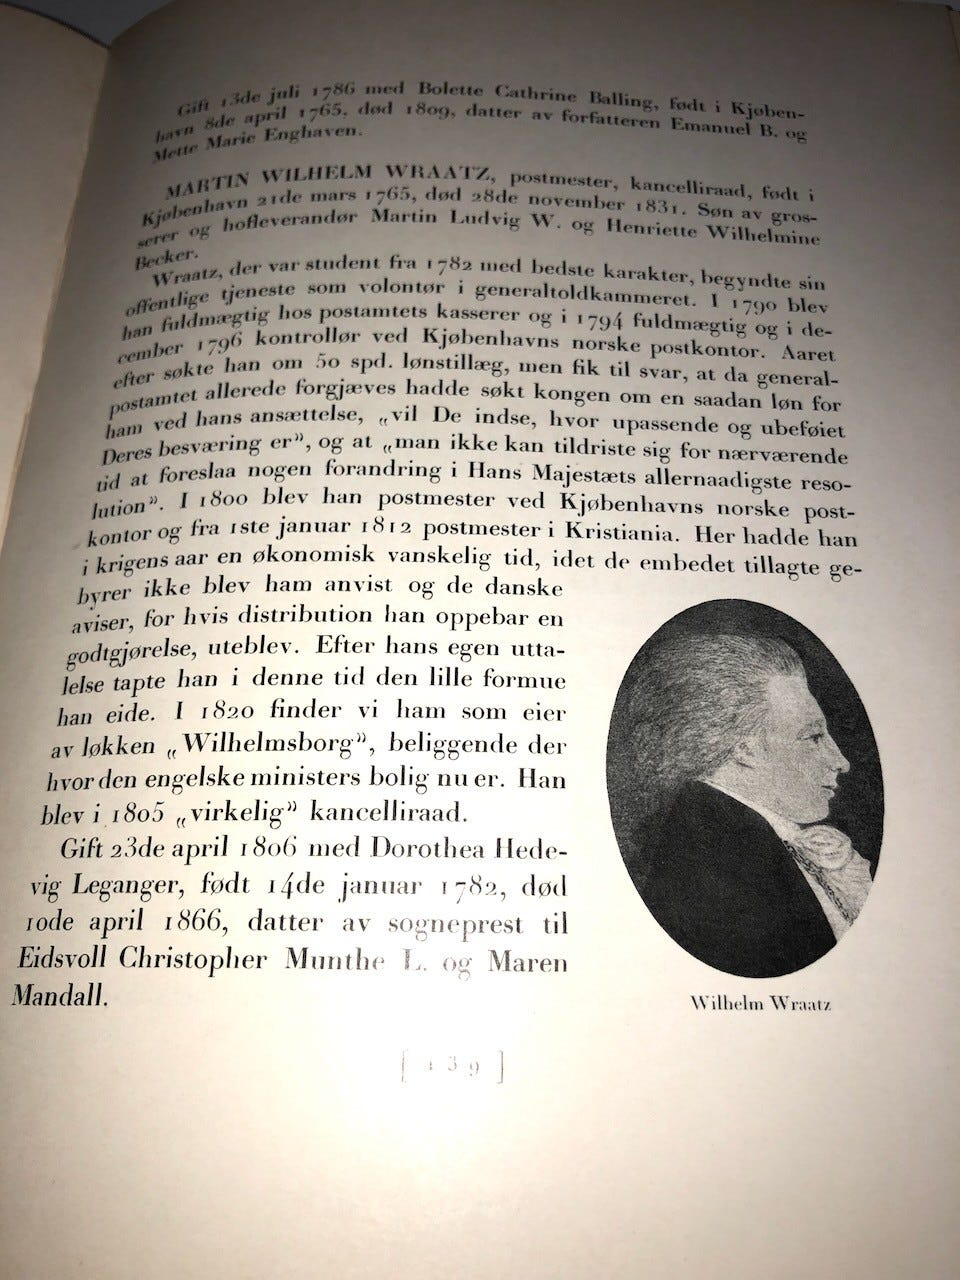 Gift 13de juli 1786 med Bolette Cathrine Balling, født i Kjøben-
havn 8de april 1765, død 1809, datter av forfatteren Emanuel B. og
Mette Marie Enghaven.
MARTIN WILHELM WRAATZ, postmester, kancelliraad, født i
Kjøbenhavn 21de mars 1765, død 28de november 1831. Søn av gros-
serer og hofleverandør Martin Ludvig W. og Henriette Wilhelmine
Becker.
Wraatz, der var student fra 1782 med bedste karakter, begyndte sin
offentlige tjeneste som volontør i generaltoldkammeret. I 1790 blev
han fuldmægtig hos postamtets kasserer og i 1794 fuldmægtig og i de-
cember 1796 kontrollør ved Kjøbenhavns norske postkontor. Aaret
efter søkte han om 50 spd. lønstillæg, men fik til svar, at da general-
postamtet allerede forgjæves hadde søkt kongen om en saadan løn for
ham ved hans ansættelse, „vil De indse, hvor upassende og ubeføiet
Deres besværing er”, og at „man ikke kan tildriste sig for nærværende
tid at foreslaa nogen forandring i Hans Majestæts allernaadigste reso-
lution”. I 1800 blev han postmester ved Kjøbenhavns norske post-
kontor og fra 1ste januar 1812 postmester i Kristiania. Her hadde han
i krigens aar en økonomisk vanskelig tid, idet de embedet tillagte ge-
byrer ikke blev ham anvist og de danske
aviser, for hvis distribution han oppebar en
godtgjørelse, uteblev. Efter hans egen utta-
lelse tapte han i denne tid den lille formue
han eide. I 1820 finder vi ham som eier
av løkken „Wilhelmsborg”, beliggende der
hvor den engelske ministers bolig nu er. Han
blev i 1805 „virkelig” kancelliraad.
Gift 23de april 1806 med Dorothea Hede-
vig Leganger, født 14de januar 1782, død
10de april 1866, datter av sogneprest til
Eidsvoll Christopher Munthe L. og Maren
Mandall.
Wilhelm Wraatz
[ 139 ]